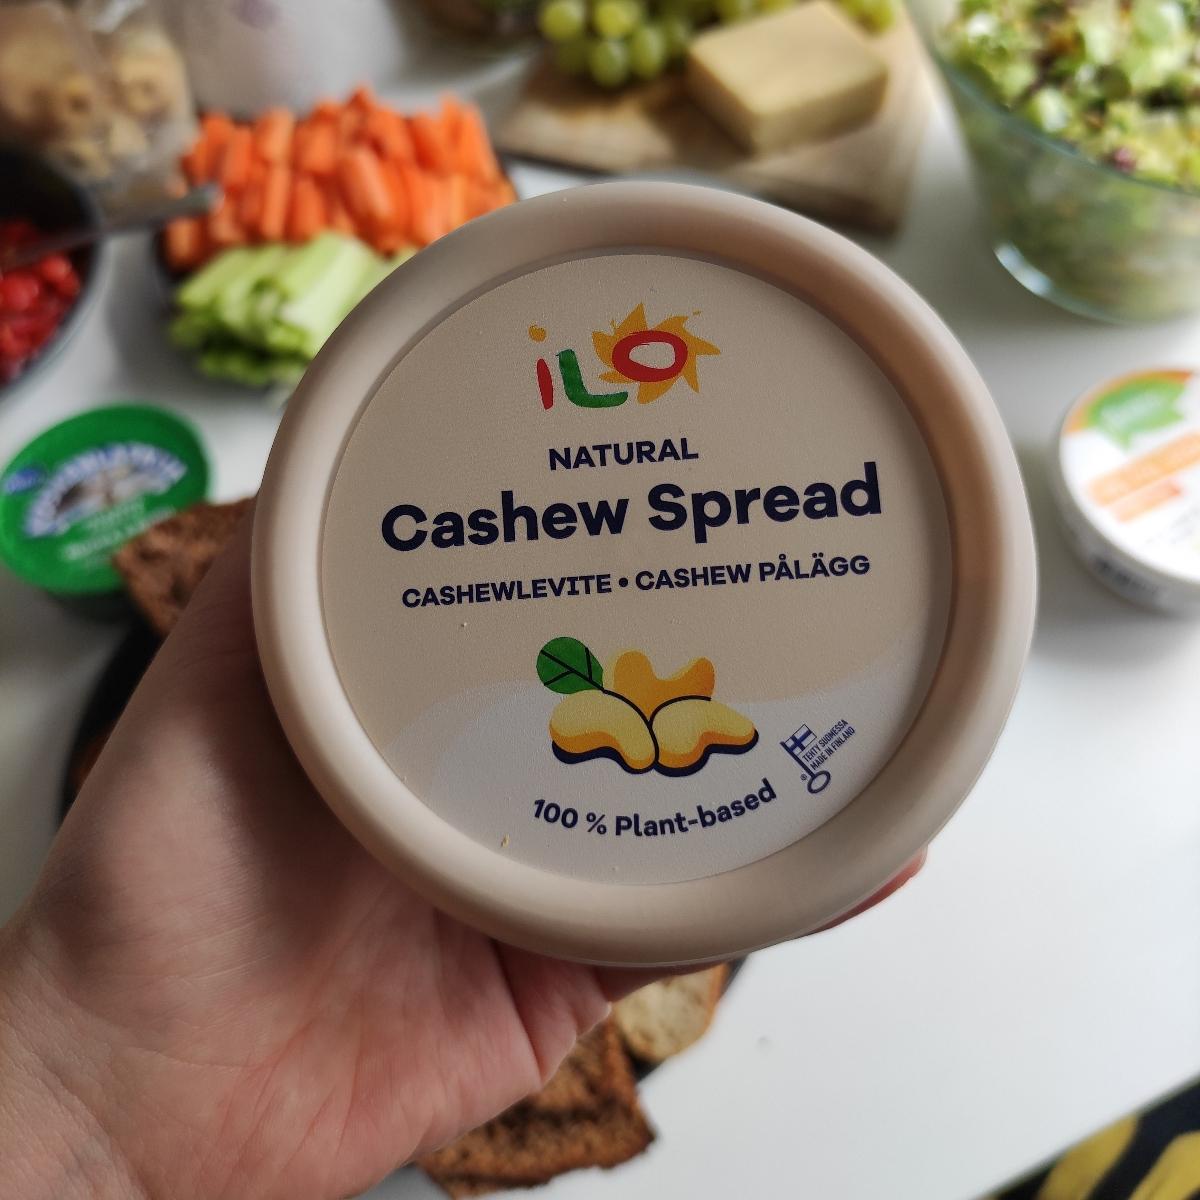 iLO
NATURAL
Cashew Spread
CASHEWLEVITE • CASHEW PÅLÄGG
100 % Plant-based
TEHTY SUOMESSA
MADE IN FINLAND